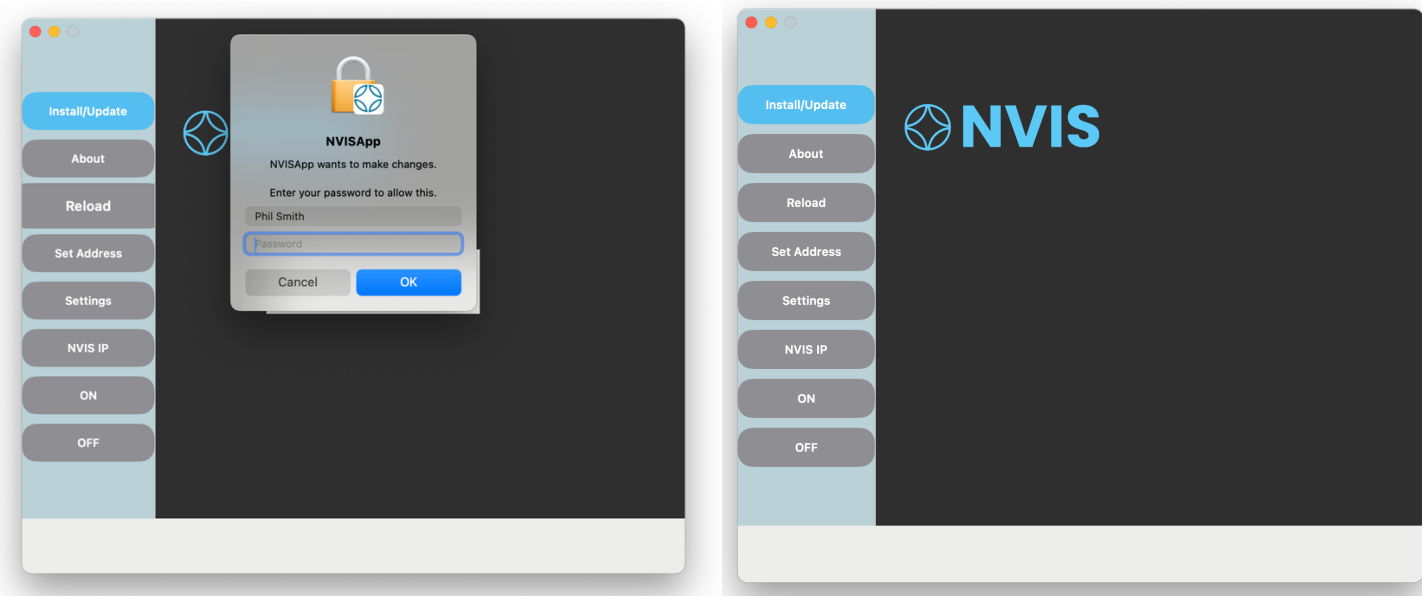 Install/Update
About
Reload
Set Address
Settings
NVIS IP
ON
OFF
NVISApp
NVISApp wants to make changes.
Enter your password to allow this.
Phil Smith
Password
Cancel
OK
Install/Update
About
Reload
Set Address
Settings
NVIS IP
ON
OFF
NVIS